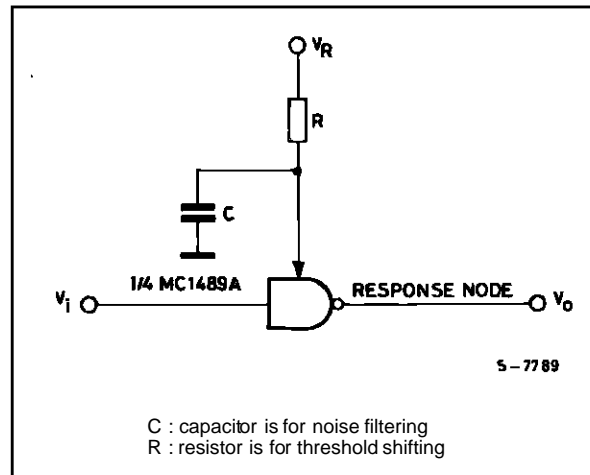 VR
R
C
1/4 MC1489A
Vi
RESPONSE NODE
Vo
S-7789
C : capacitor is for noise filtering
R : resistor is for threshold shifting